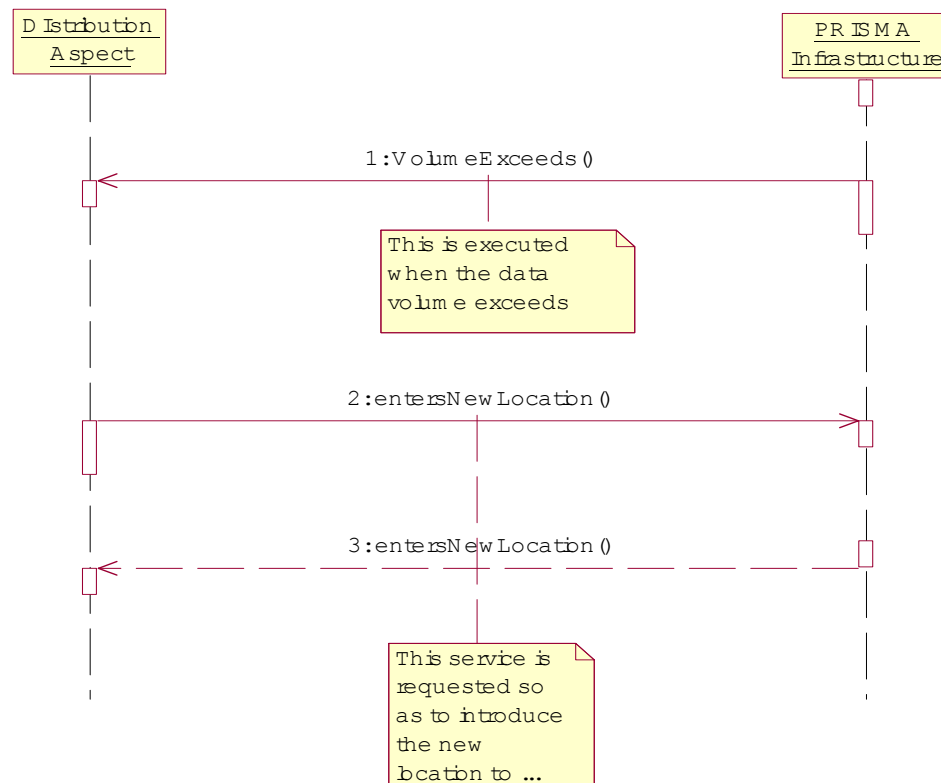 DIstribution
Aspect
PRISMA
Infrastructure
1:VolumeExceeds()
This is executed
when the data
volume exceeds
2:entersNewLocation()
3:entersNewLocation()
This service is
requested so
as to introduce
the new
location to ...